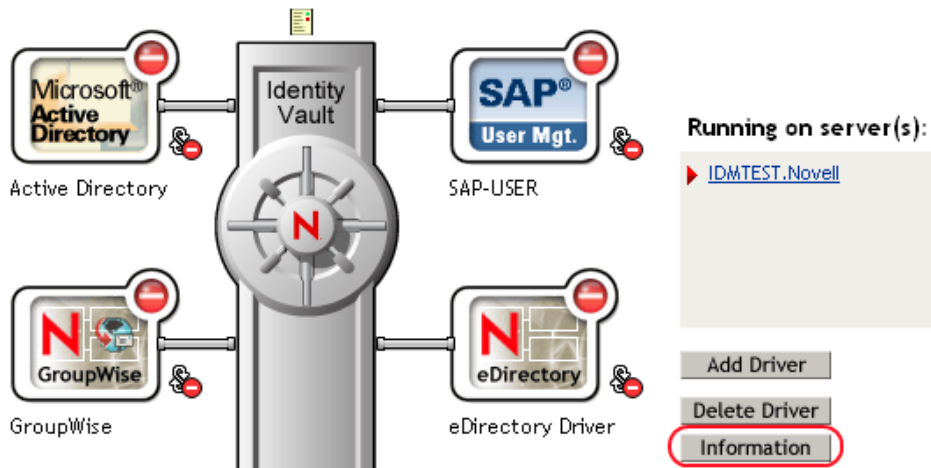 Microsoft®
Active
Directory
Active Directory
Identity
Vault
N
SAP®
User Mgt.
SAP-USER
Running on server(s):
IDMTEST.Novell
N
GroupWise
GroupWise
N
eDirectory
eDirectory Driver
Add Driver
Delete Driver
Information